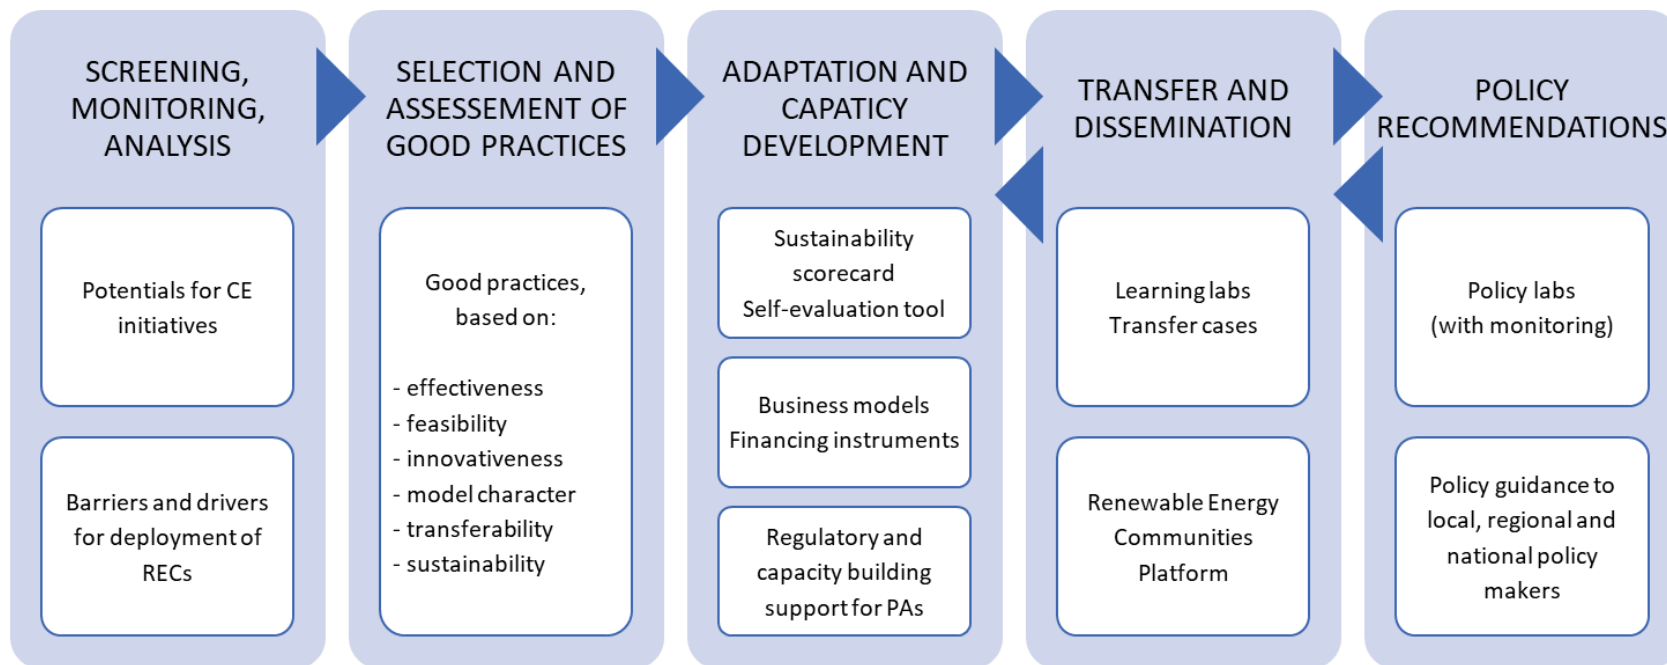 SCREENING,
MONITORING,
ANALYSIS
Potentials for CE
initiatives
Barriers and drivers
for deployment of
RECs
SELECTION AND
ASSESSEMENT OF
GOOD PRACTICES
Good practices,
based on:
- effectiveness
- feasibility
- innovativeness
- model character
- transferability
- sustainability
ADAPTATION AND
CAPATICY
DEVELOPMENT
Sustainability
scorecard
Self-evaluation tool
Business models
Financing instruments
Regulatory and
capacity building
support for PAs
TRANSFER AND
DISSEMINATION
Learning labs
Transfer cases
Renewable Energy
Communities
Platform
POLICY
RECOMMENDATIONS
Policy labs
(with monitoring)
Policy guidance to
local, regional and
national policy
makers